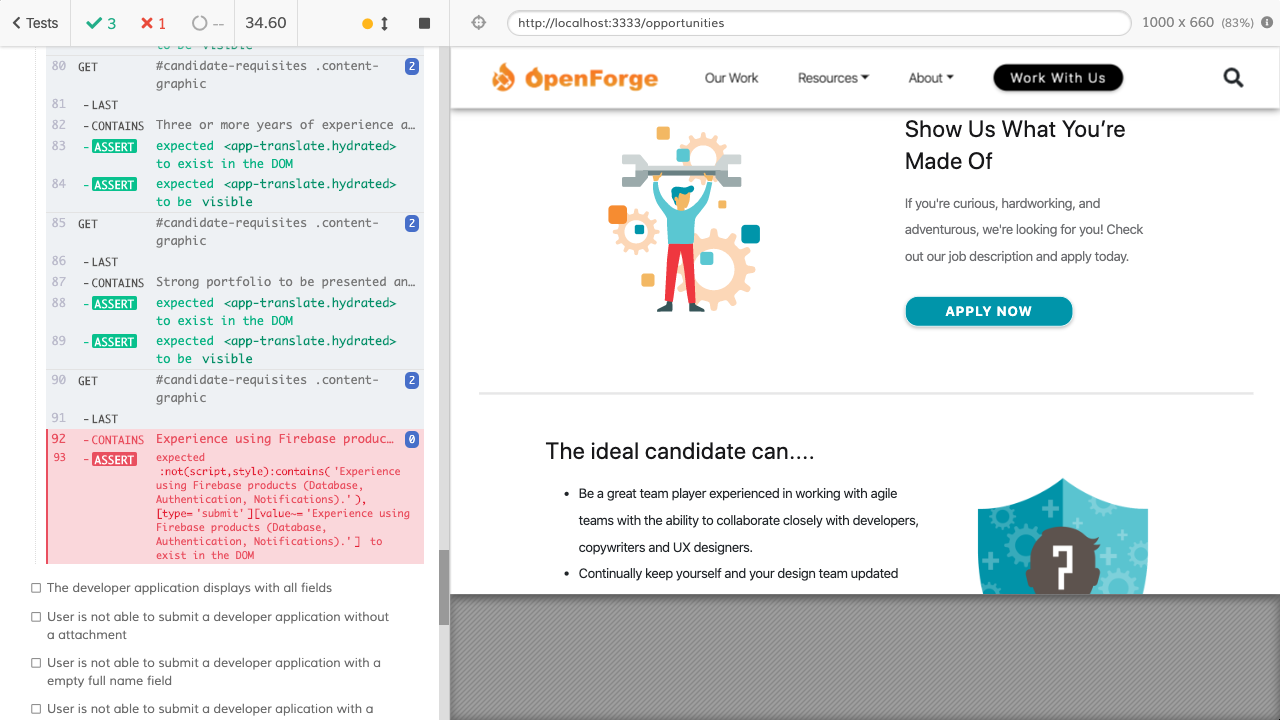 Tests
3
1
--
34.60
http://localhost:3333/opportunities
1000 x 660 (83%)
to be visible
80 GET #candidate-requisites .content-graphic 2
81 -LAST
82 -CONTAINS Three or more years of experience a…
83 -ASSERT expected <app-translate.hydrated>
to exist in the DOM
84 -ASSERT expected <app-translate.hydrated>
to be visible
85 GET #candidate-requisites .content-graphic 2
86 -LAST
87 -CONTAINS Strong portfolio to be presented an…
88 -ASSERT expected <app-translate.hydrated>
to exist in the DOM
89 -ASSERT expected <app-translate.hydrated>
to be visible
90 GET #candidate-requisites .content-graphic 2
91 -LAST
92 -CONTAINS Experience using Firebase produc… 0
93 -ASSERT expected
:not(script,style):contains('Experience
using Firebase products (Database,
Authentication, Notifications).'),
[type='submit'][value~='Experience using
Firebase products (Database,
Authentication, Notifications).'] to
exist in the DOM
The developer application displays with all fields
User is not able to submit a developer application without
a attachment
User is not able to submit a developer application with a
empty full name field
User is not able to submit a developer aplication with a
OpenForge
Our Work
Resources
About
Work With Us
Show Us What You're
Made Of
If you're curious, hardworking, and
adventurous, we're looking for you! Check
out our job description and apply today.
APPLY NOW
The ideal candidate can....
• Be a great team player experienced in working with agile
teams with the ability to collaborate closely with developers,
copywriters and UX designers.
• Continually keep yourself and your design team updated
?